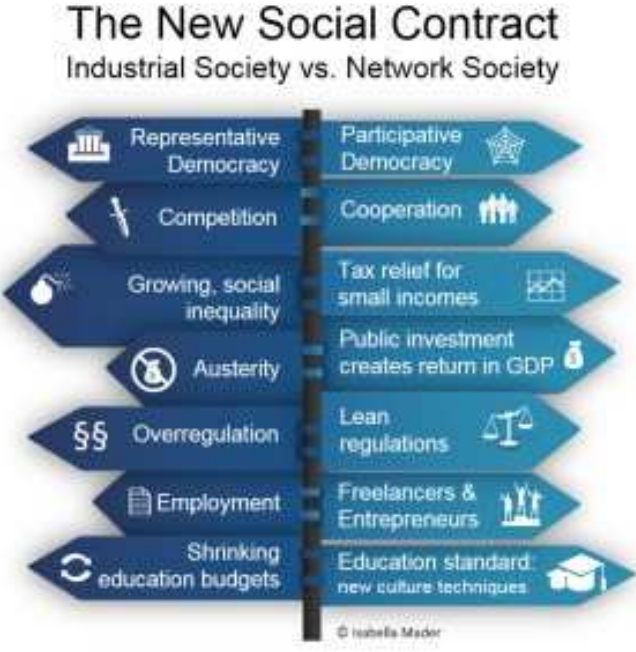 The New Social Contract
Industrial Society vs. Network Society
Representative
Democracy
Participative
Democracy
Competition
Cooperation
Growing, social
inequality
Tax relief for
small incomes
Austerity
Public investment
creates return in GDP
$
§§ Overregulation
Lean
regulations
Employment
Freelancers &
Entrepreneurs
Shrinking
education budgets
Education standard:
new culture techniques
© Isabella Mader